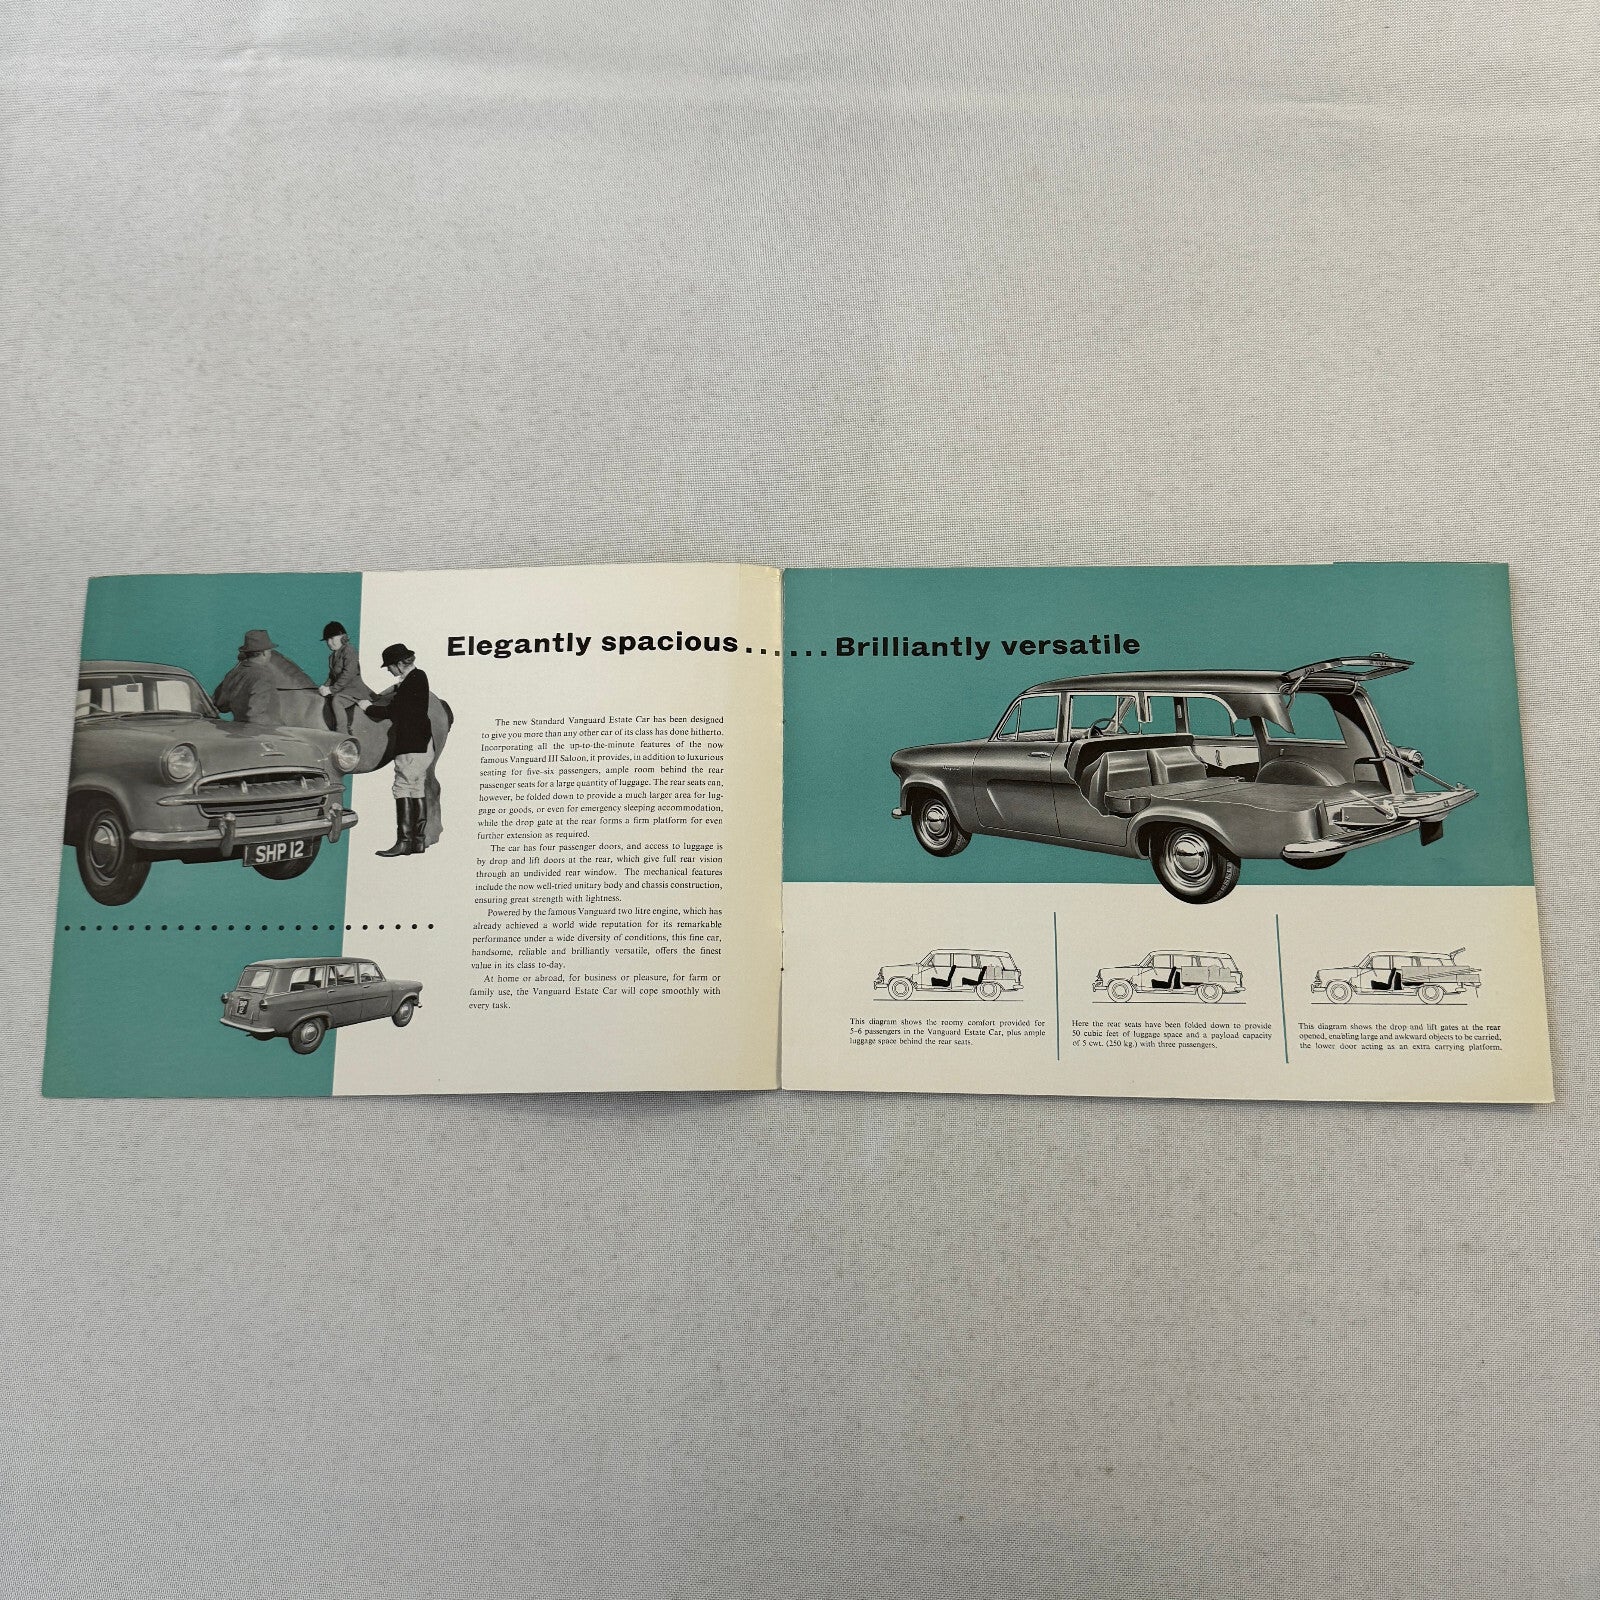 Elegantly spacious......Brilliantly versatile
The new Standard Vanguard Estate Car has been designed
to give you more than any other car of its class has done hitherto.
Incorporating all the up-to-the-minute features of the now
famous Vanguard III Saloon, it provides, in addition to luxurious
seating for five-six passengers, ample room behind the rear
passenger seats for a large quantity of luggage. The rear seats can,
however, be folded down to provide a much larger area for lug-
gage or goods, or even for emergency sleeping accommodation,
while the drop gate at the rear forms a firm platform for even
further extension as required.
The car has four passenger doors, and access to luggage is
by drop and lift doors at the rear, which give full rear vision
through an undivided rear window. The mechanical features
include the now well-tried unitary body and chassis construction,
ensuring great strength with lightness.
Powered by the famous Vanguard two litre engine, which has
already achieved a world wide reputation for its remarkable
performance under a wide diversity of conditions, this fine car,
handsome, reliable and brilliantly versatile, offers the finest
value in its class to-day.
At home or abroad, for business or pleasure, for farm or
family use, the Vanguard Estate Car will cope smoothly with
every task.
SHP 12
This diagram shows the roomy comfort provided for
5-6 passengers in the Vanguard Estate Car, plus ample
luggage space behind the rear seats.
Here the rear seats have been folded down to provide
50 cubic feet of luggage space and a payload capacity
of 5 cwt. (250 kg.) with three passengers.
This diagram shows the drop and lift gates at the rear
opened, enabling large and awkward objects to be carried,
the lower door acting as an extra carrying platform.